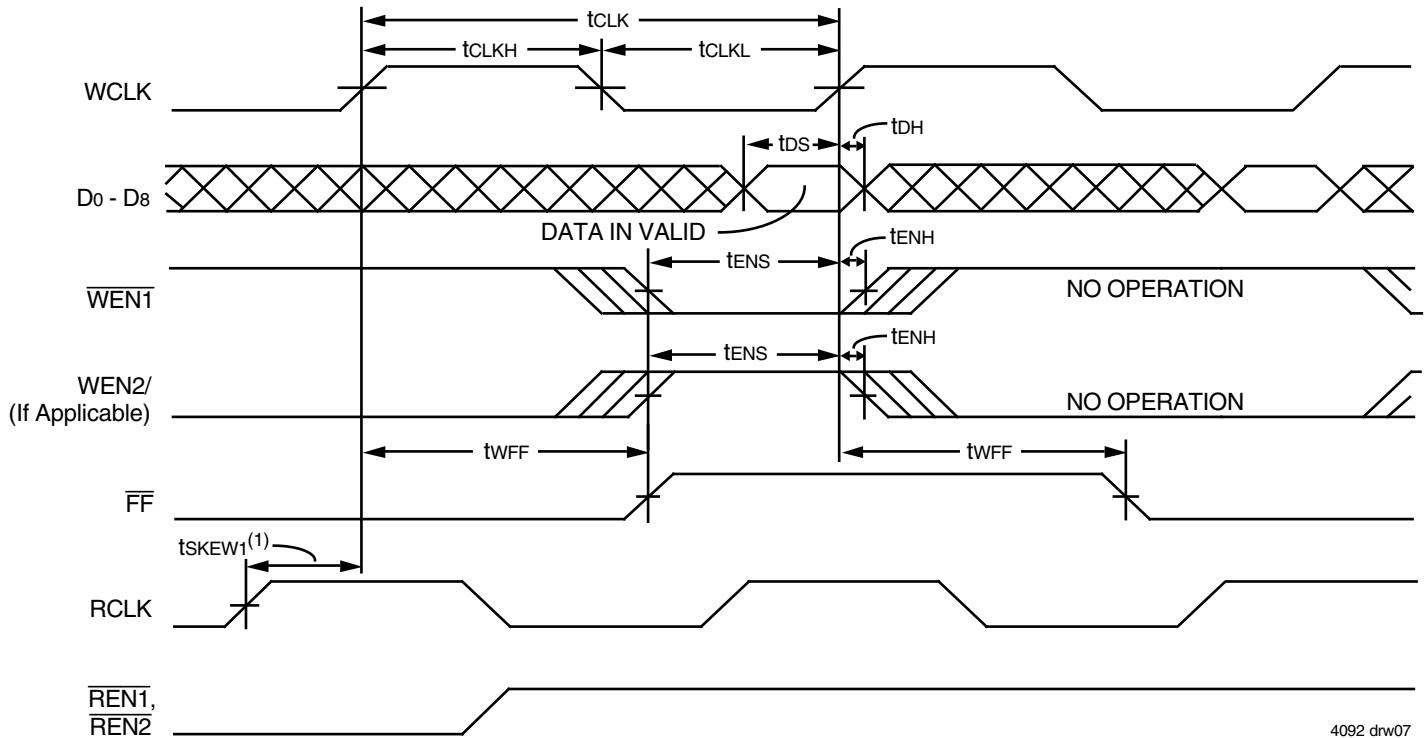 tCLK
tCLKH
tCLKL
WCLK
tDS
tDH
D0 - D8
DATA IN VALID
tENS
tENH
WEN1
NO OPERATION
tENS
tENH
WEN2/
(If Applicable)
NO OPERATION
tWFF
tWFF
FF
tSKEW1(1)
RCLK
REN1,
REN2
4092 drw07